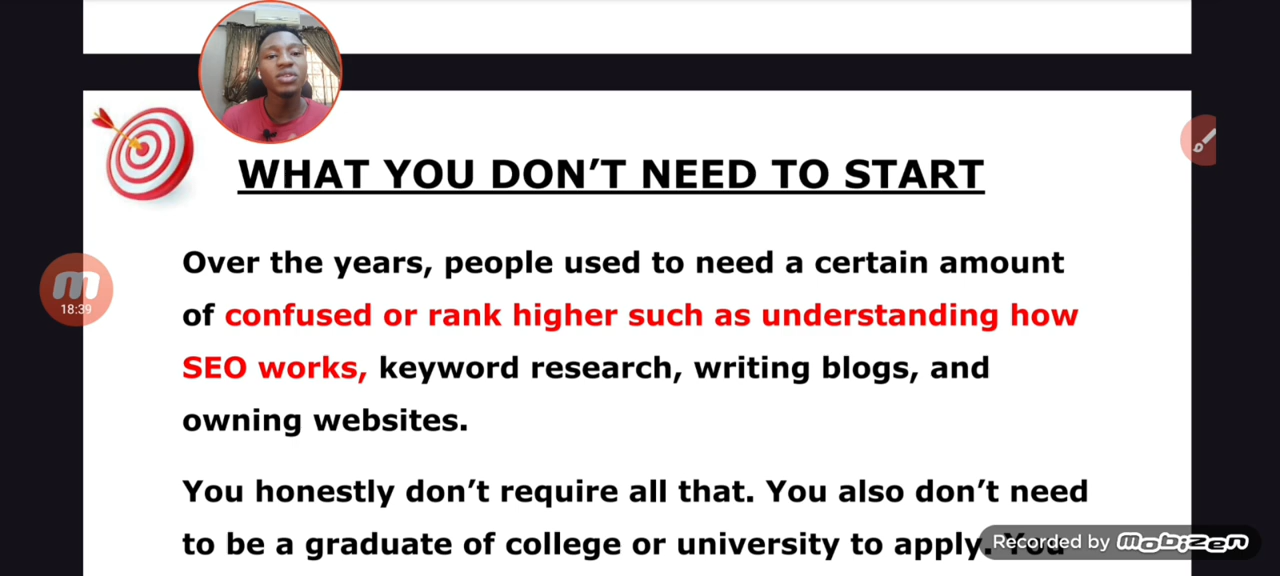 WHAT YOU DON’T NEED TO START
Over the years, people used to need a certain amount
of confused or rank higher such as understanding how
SEO works, keyword research, writing blogs, and
owning websites.
You honestly don’t require all that. You also don’t need
to be a graduate of college or university to apply. You
18:39
Recorded by mobizen